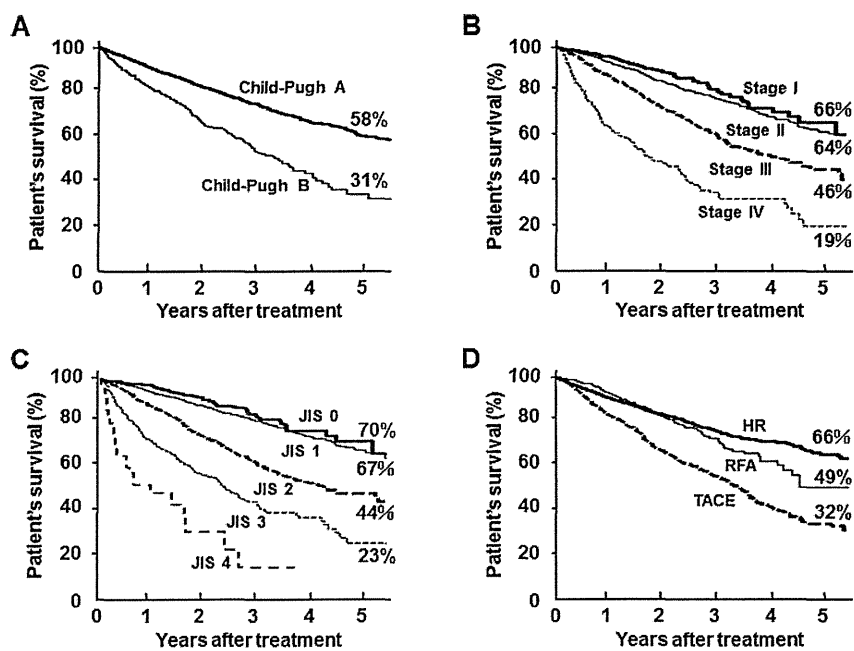 A
Patient's survival (%)
100
80
60
40
20
0
Child-Pugh A
58%
Child-Pugh B
31%
0 1 2 3 4 5
Years after treatment
B
Patient's survival (%)
100
80
60
40
20
0
Stage I
66%
Stage II
64%
Stage III
46%
Stage IV
19%
0 1 2 3 4 5
Years after treatment
C
Patient's survival (%)
100
80
60
40
20
0
JIS 0
70%
JIS 1
67%
JIS 2
44%
JIS 3
23%
JIS 4
0 1 2 3 4 5
Years after treatment
D
Patient's survival (%)
100
80
60
40
20
0
HR
66%
RFA
49%
TACE
32%
0 1 2 3 4 5
Years after treatment